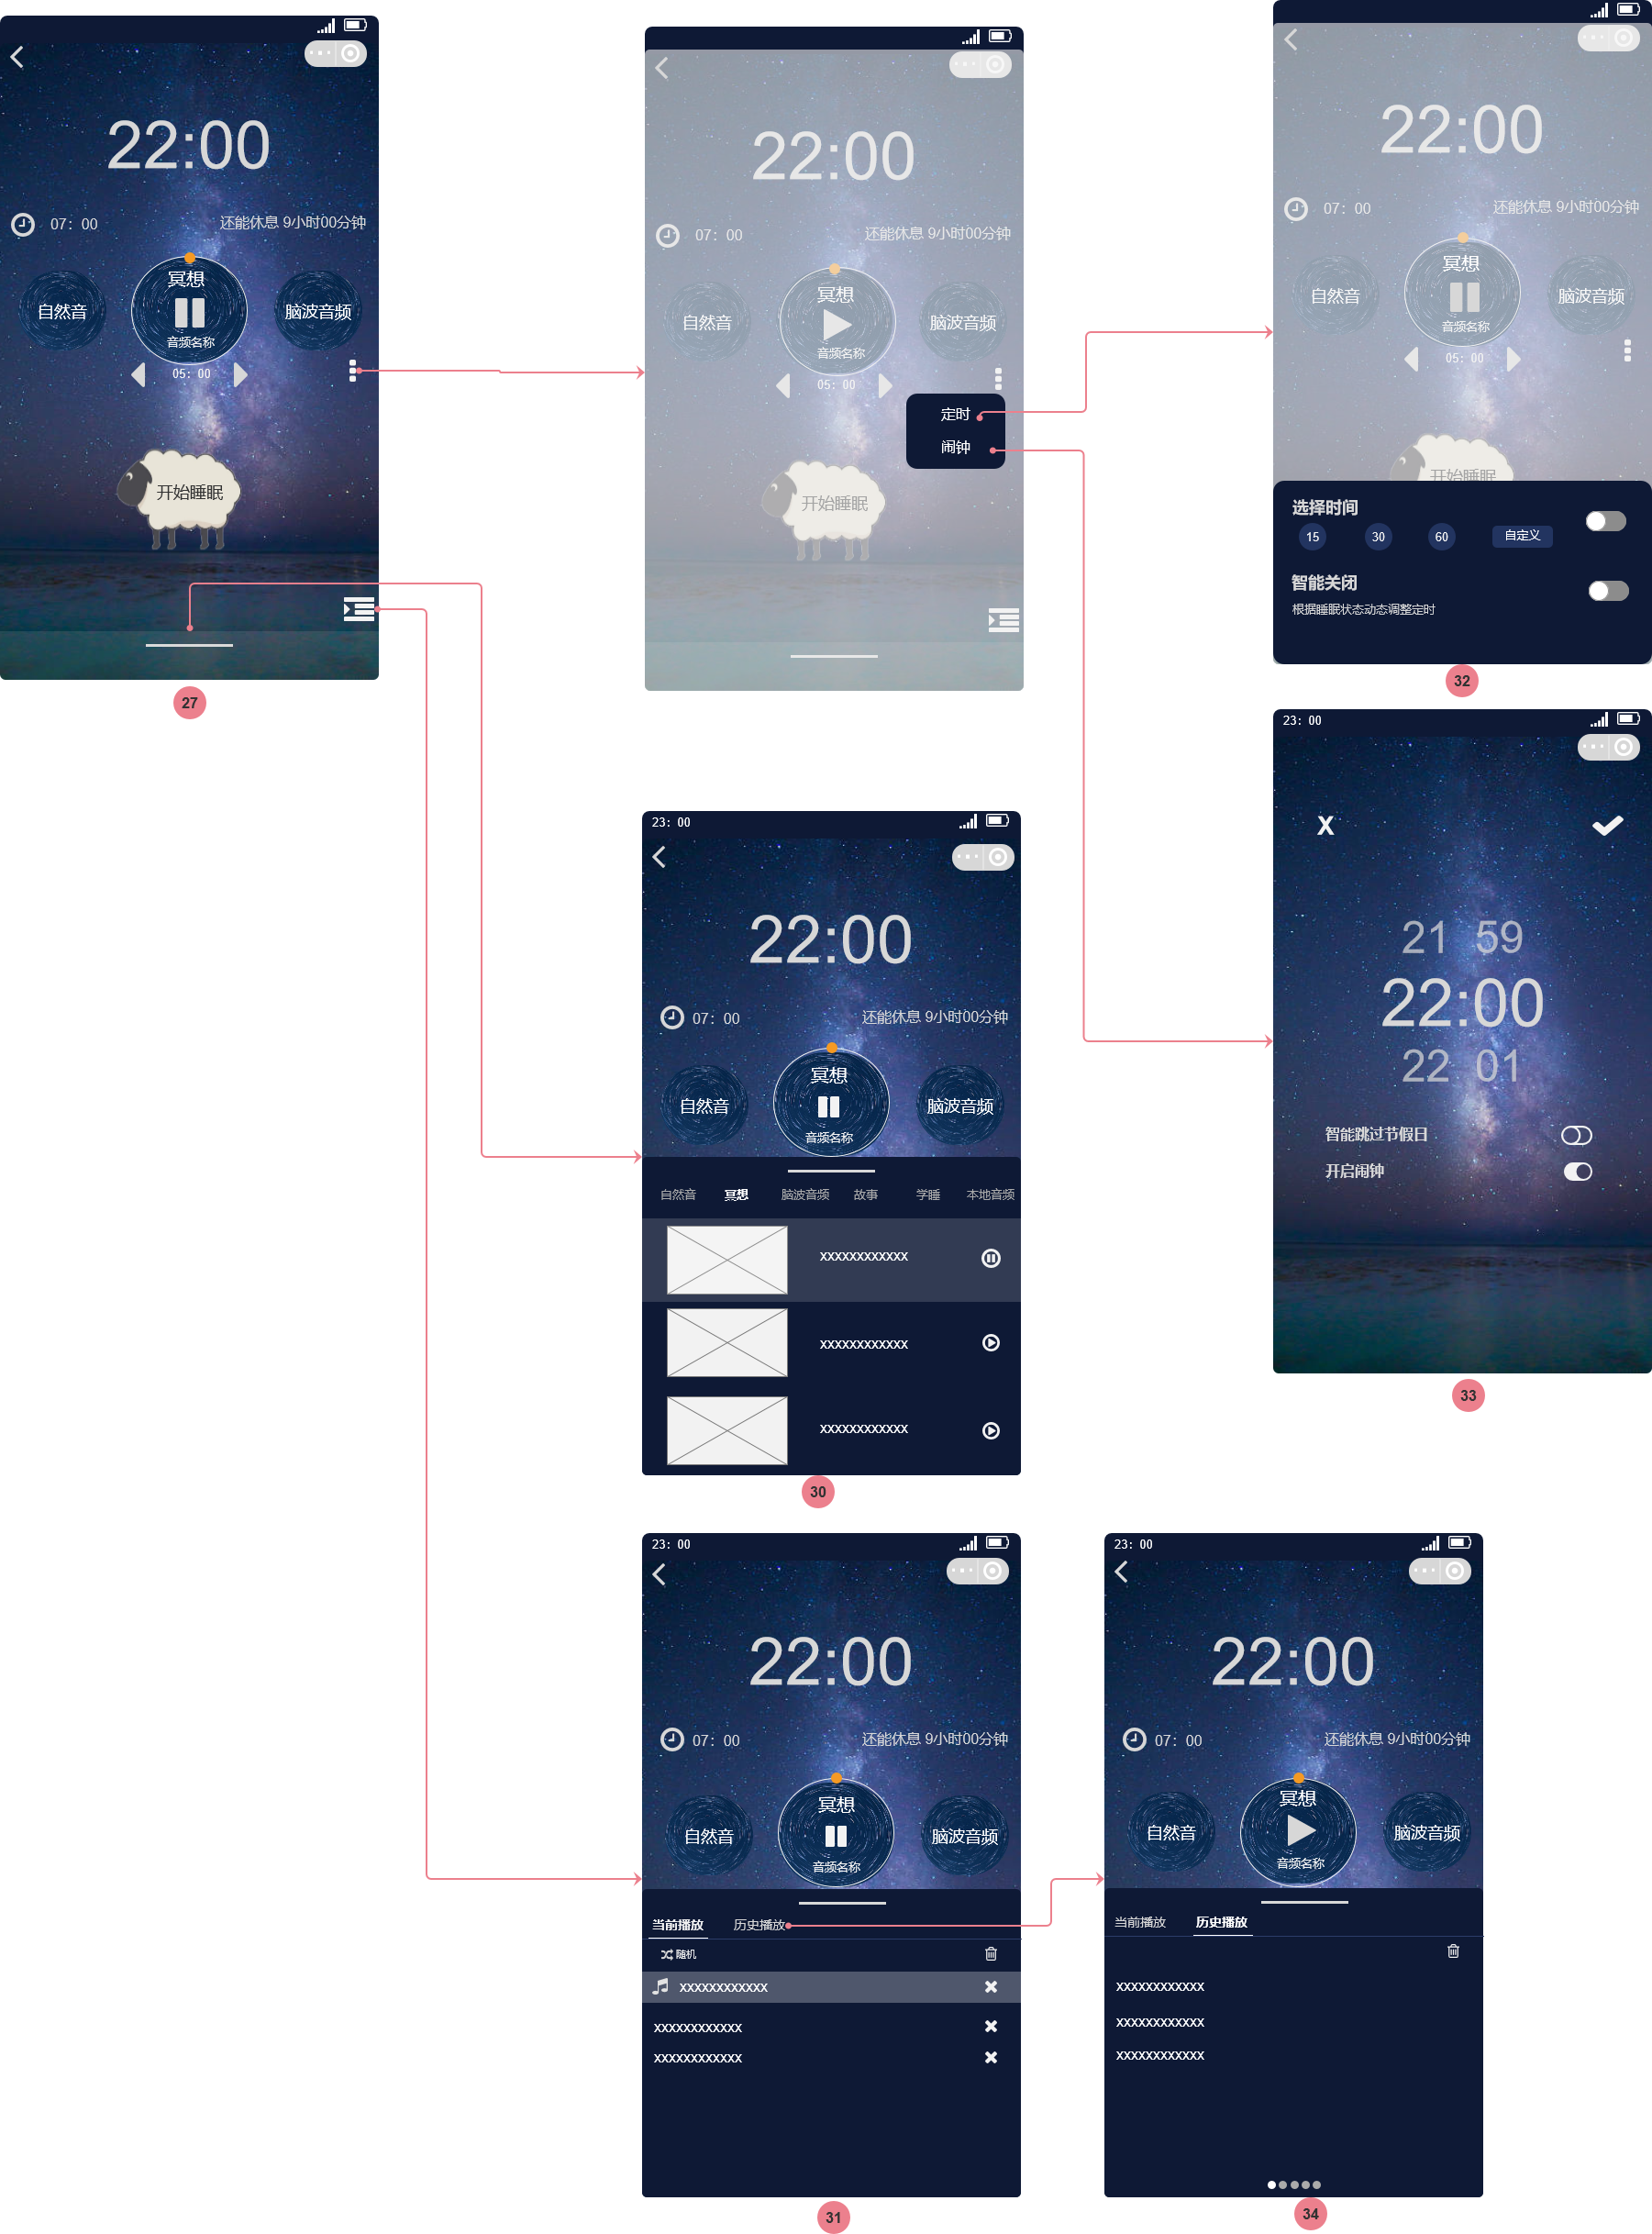 22:00
07: 00
还能休息 9小时00分钟
自然音
冥想
音频名称
脑波音频
05: 00
开始睡眠
27
22:00
07: 00
还能休息 9小时00分钟
自然音
冥想
音频名称
脑波音频
05: 00
定时
闹钟
开始睡眠
22:00
07: 00
还能休息 9小时00分钟
自然音
冥想
音频名称
脑波音频
05: 00
开始睡眠
选择时间
15
30
60
自定义
智能关闭
根据睡眠状态动态调整定时
32
23: 00
X
21 59
22:00
22 01
智能跳过节假日
开启闹钟
33
23: 00
22:00
07: 00
还能休息 9小时00分钟
自然音
冥想
音频名称
脑波音频
自然音 冥想 脑波音频 故事 学睡 本地音频
XXXXXXXXXXXX
XXXXXXXXXXXX
XXXXXXXXXXXX
30
23: 00
22:00
07: 00
还能休息 9小时00分钟
自然音
冥想
音频名称
脑波音频
当前播放 历史播放
随机
XXXXXXXXXXXX
XXXXXXXXXXXX
XXXXXXXXXXXX
31
23: 00
22:00
07: 00
还能休息 9小时00分钟
自然音
冥想
音频名称
脑波音频
当前播放 历史播放
XXXXXXXXXXXX
XXXXXXXXXXXX
XXXXXXXXXXXX
34